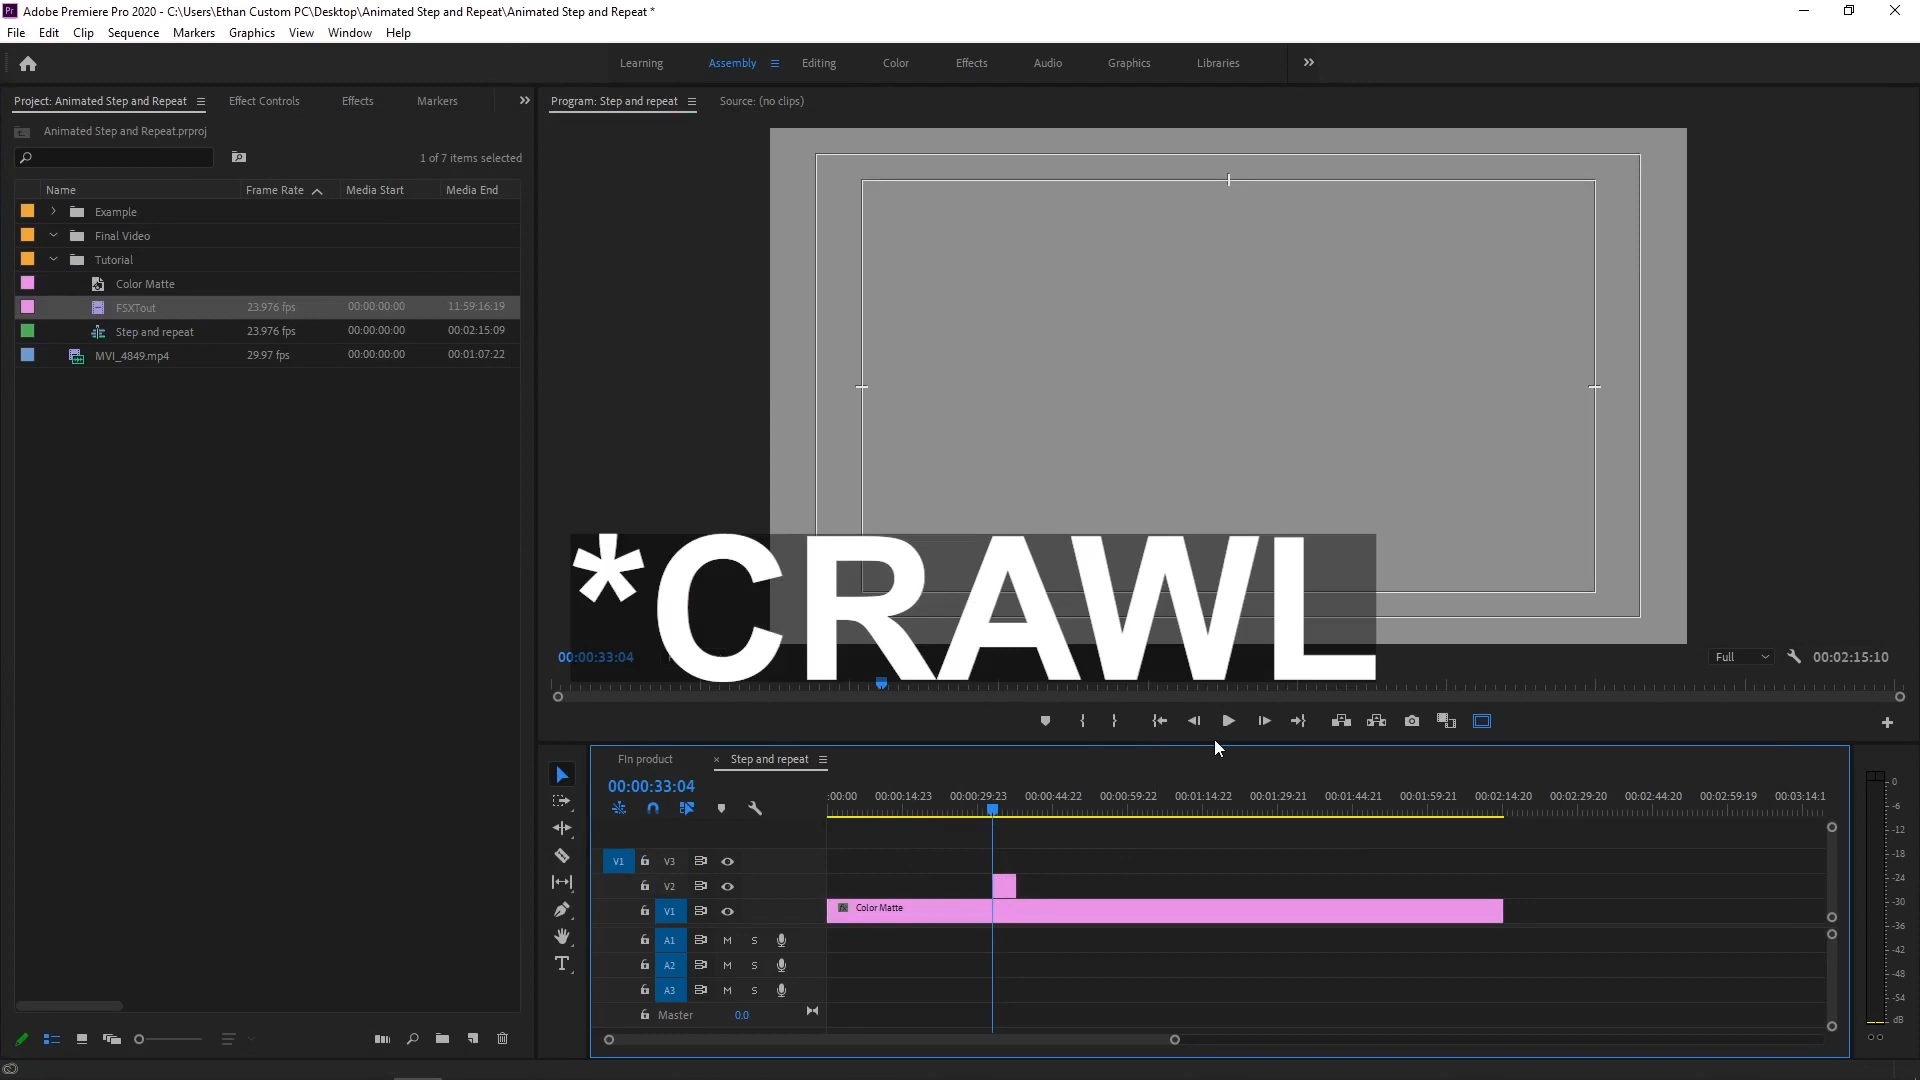 Adobe Premiere Pro 2020 - C:\Users\Ethan Custom PC\Desktop\Animated Step and Repeat\Animated Step and Repeat *
File Edit Clip Sequence Markers Graphics View Window Help
Learning Assembly Editing Color Effects Audio Graphics Libraries
Project: Animated Step and Repeat Effect Controls Effects Markers
Program: Step and repeat Source: (no clips)
Animated Step and Repeat.prproj
1 of 7 items selected
Name Frame Rate Media Start Media End
Example
Final Video
Tutorial
Color Matte
FSXTout 23.976 fps 00:00:00:00 11:59:16:19
Step and repeat 23.976 fps 00:00:00:00 00:02:15:09
MVI_4849.mp4 29.97 fps 00:00:00:00 00:01:07:22
*CRAWL
00:00:33:04 Full 00:02:15:10
FIn product × Step and repeat
00:00:33:04
:00:00 00:00:14:23 00:00:29:23 00:00:44:22 00:00:59:22 00:01:14:22 00:01:29:21 00:01:44:21 00:01:59:21 00:02:14:20 00:02:29:20 00:02:44:20 00:02:59:19 00:03:14:1
V1 V3
V2
V1 fx Color Matte
A1 M S
A2 M S
A3 M S
Master 0.0
0
-6
-12
-18
-24
-30
-36
-42
-48
-54
dB